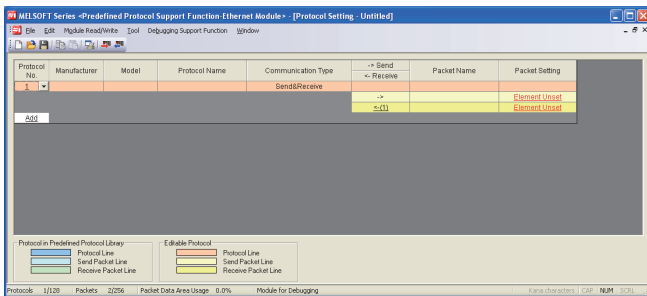 MELSOFT Series <Predefined Protocol Support Function-Ethernet Module> - [Protocol Setting - Untitled]
File Edit Module Read/Write Tool Debugging Support Function Window
Protocol No. Manufacturer Model Protocol Name Communication Type -> Send <- Receive Packet Name Packet Setting
1 Send&Receive
-> Element Unset
<-(1) Element Unset
Add
Protocol in Predefined Protocol Library
Protocol Line
Send Packet Line
Receive Packet Line
Editable Protocol
Protocol Line
Send Packet Line
Receive Packet Line
Protocols 1/128 Packets 2/256 Packet Data Area Usage 0.0% Module for Debugging Kana characters CAP NUM SCRL